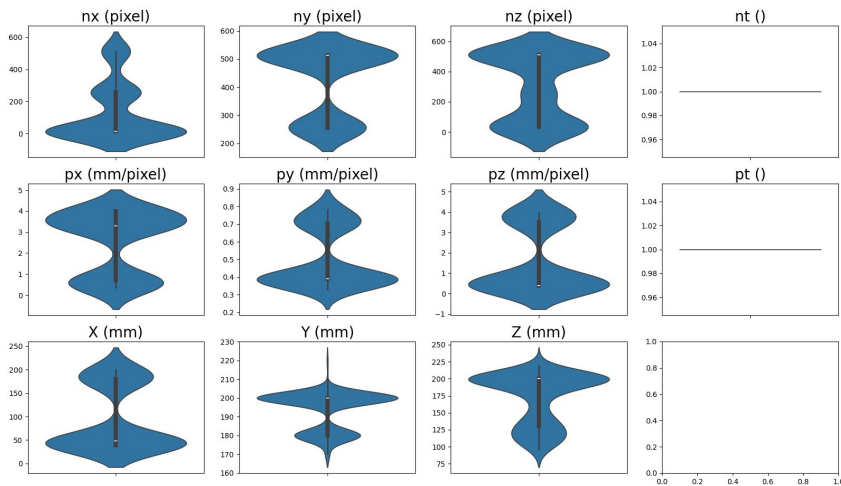 nx (pixel) ny (pixel) nz (pixel) nt ()
600 400 200 0
600 500 400 300 200
600 400 200 0
1.04 1.02 1.00 0.98 0.96
px (mm/pixel) py (mm/pixel) pz (mm/pixel) pt ()
5 4 3 2 1 0
0.9 0.8 0.7 0.6 0.5 0.4 0.3 0.2
5 4 3 2 1 0 −1
1.04 1.02 1.00 0.98 0.96
X (mm) Y (mm) Z (mm)
250 200 150 100 50 0
230 220 210 200 190 180 170 160
250 225 200 175 150 125 100 75
1.0 0.8 0.6 0.4 0.2 0.0
0.0 0.2 0.4 0.6 0.8 1.0